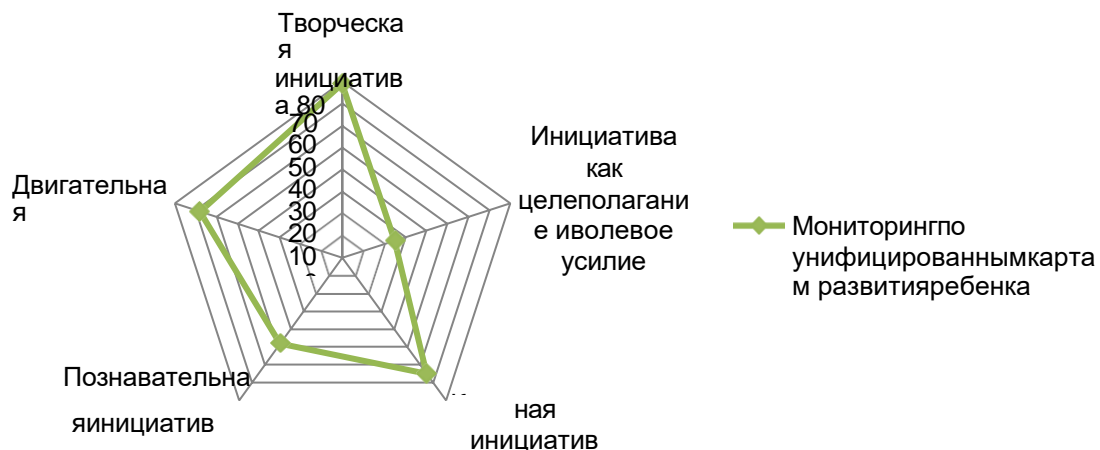 Творческа
я
инициатив
а 80
70
60
50
40
30
20
10
Инициатива
как
целеполагани
е иволевое
усилие
Двигательна
я
Познавательна
яинициатив
ная
инициатив
Мониторингпо
унифицированнымкарта
м развитияребенка